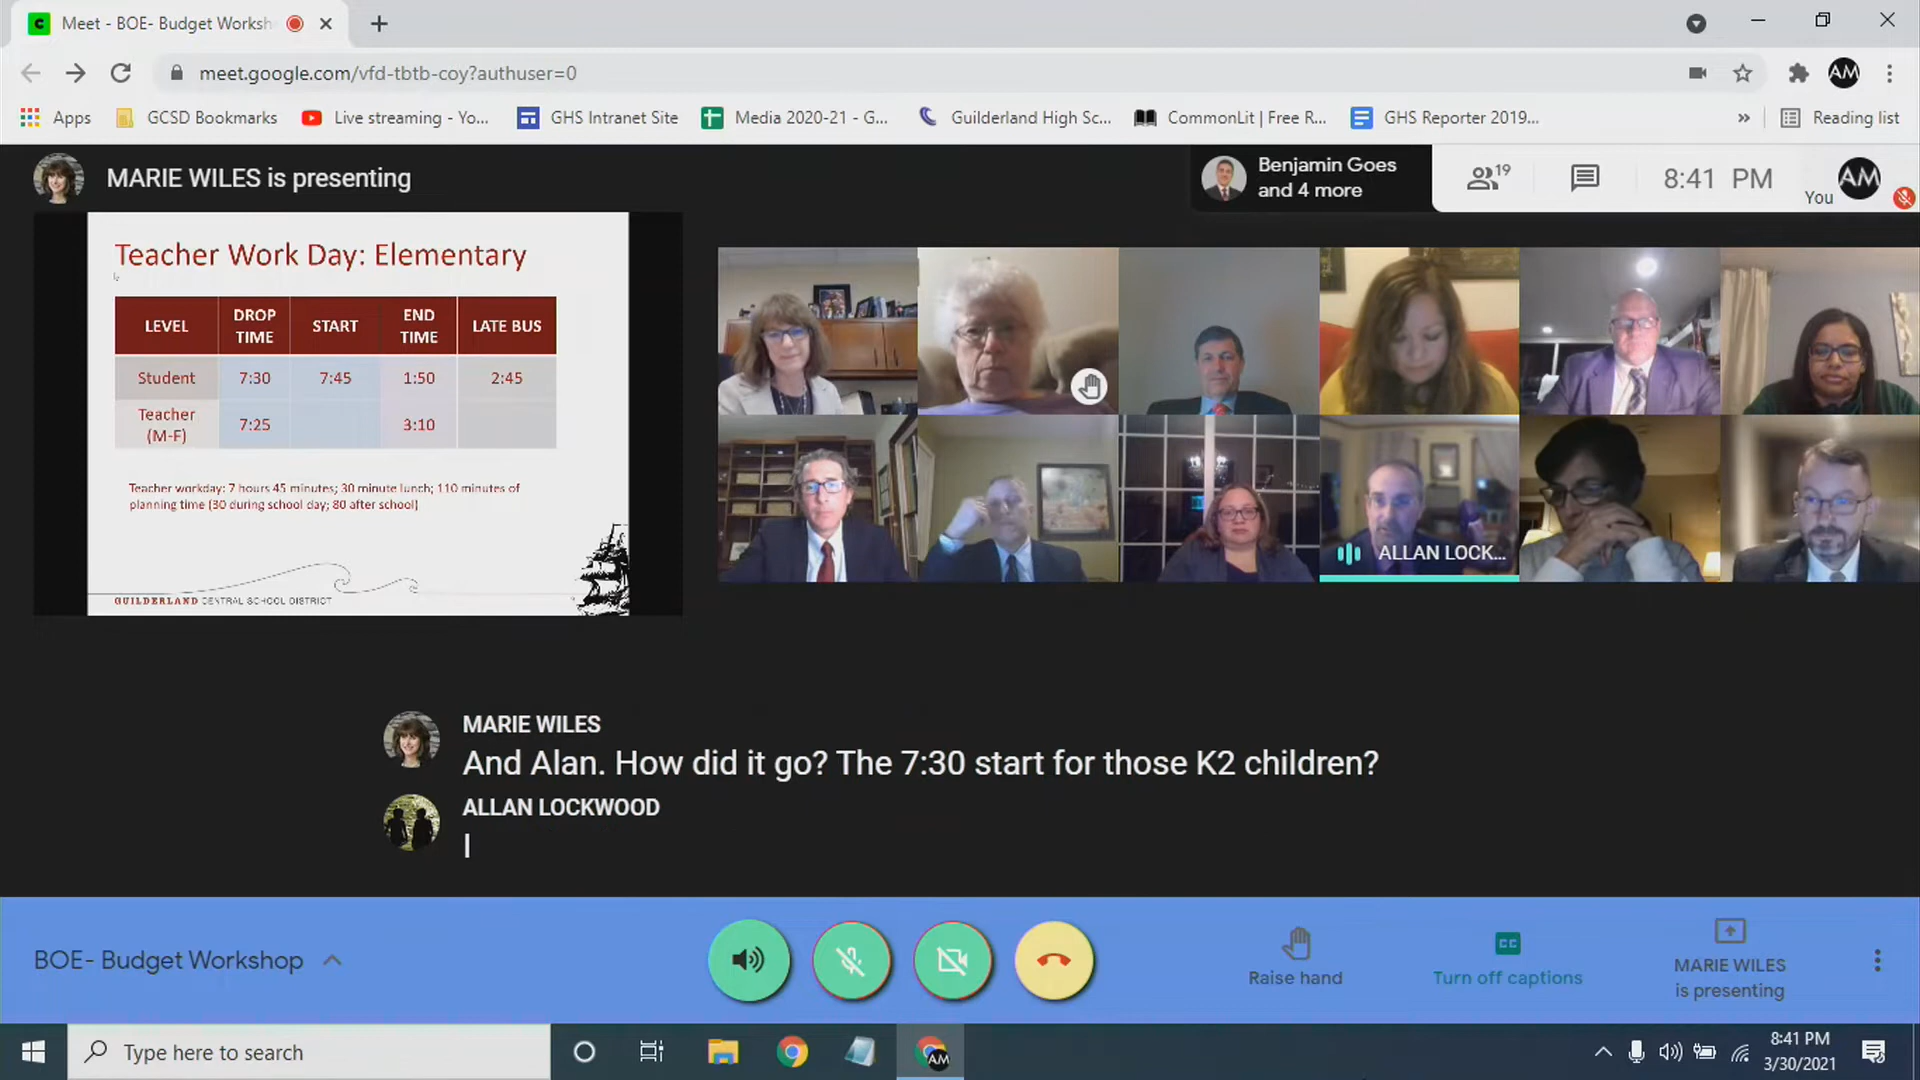 Meet - BOE- Budget Worksh
meet.google.com/vfd-tbtb-coy?authuser=0
AM
Apps
GCSD Bookmarks
Live streaming - Yo...
GHS Intranet Site
Media 2020-21 - G...
Guilderland High Sc...
CommonLit | Free R...
GHS Reporter 2019...
»
Reading list
MARIE WILES is presenting
Benjamin Goes
and 4 more
19
8:41 PM
You
AM
Teacher Work Day: Elementary
LEVEL DROP TIME START END TIME LATE BUS
Student 7:30 7:45 1:50 2:45
Teacher (M-F) 7:25 3:10
Teacher workday: 7 hours 45 minutes; 30 minute lunch; 110 minutes of
planning time (30 during school day; 80 after school)
GUILDERLAND CENTRAL SCHOOL DISTRICT
ALLAN LOCK...
MARIE WILES
And Alan. How did it go? The 7:30 start for those K2 children?
ALLAN LOCKWOOD
I
BOE- Budget Workshop
Raise hand
CC
Turn off captions
MARIE WILES
is presenting
Type here to search
AM
8:41 PM
3/30/2021